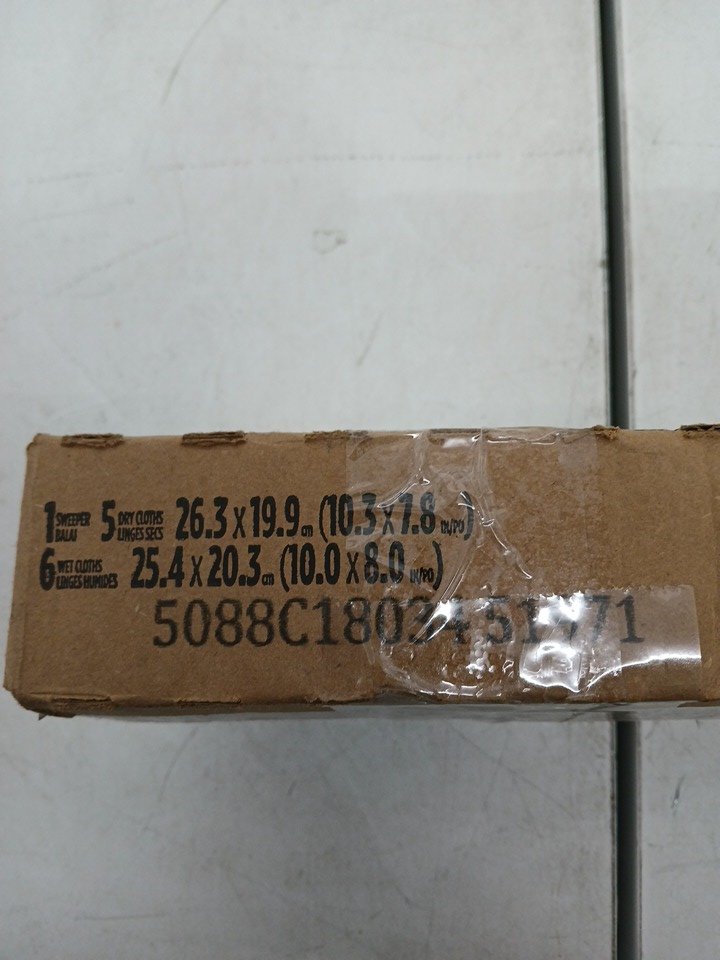 1 SWEEPER BALAI 5 DRY CLOTHS LINGES SECS 26.3 x 19.9 cm (10.3 x 7.8 IN/PO)
6 WET CLOTHS LINGES HUMIDES 25.4 x 20.3 cm (10.0 x 8.0 IN/PO)